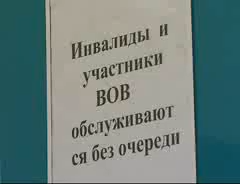 Инвалиды и
участники
ВОВ
обслуживают
ся без очереди